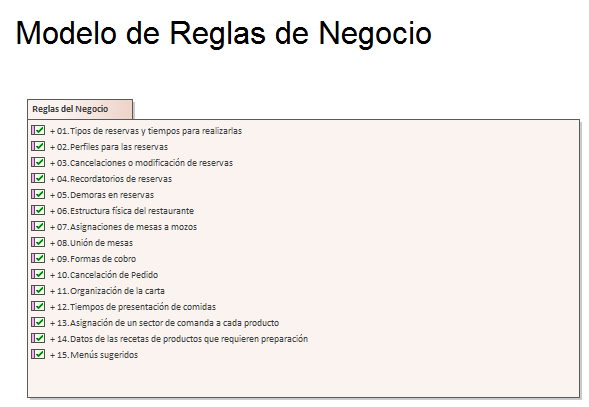 Modelo de Reglas de Negocio
Reglas del Negocio
+ 01.Tipos de reservas y tiempos para realizarlas
+ 02.Perfiles para las reservas
+ 03.Cancelaciones o modificación de reservas
+ 04.Recordatorios de reservas
+ 05.Demoras en reservas
+ 06.Estructura física del restaurante
+ 07.Asignaciones de mesas a mozos
+ 08.Unión de mesas
+ 09.Formas de cobro
+ 10.Cancelación de Pedido
+ 11.Organización de la carta
+ 12.Tiempos de presentación de comidas
+ 13.Asignación de un sector de comanda a cada producto
+ 14.Datos de las recetas de productos que requieren preparación
+ 15.Menús sugeridos